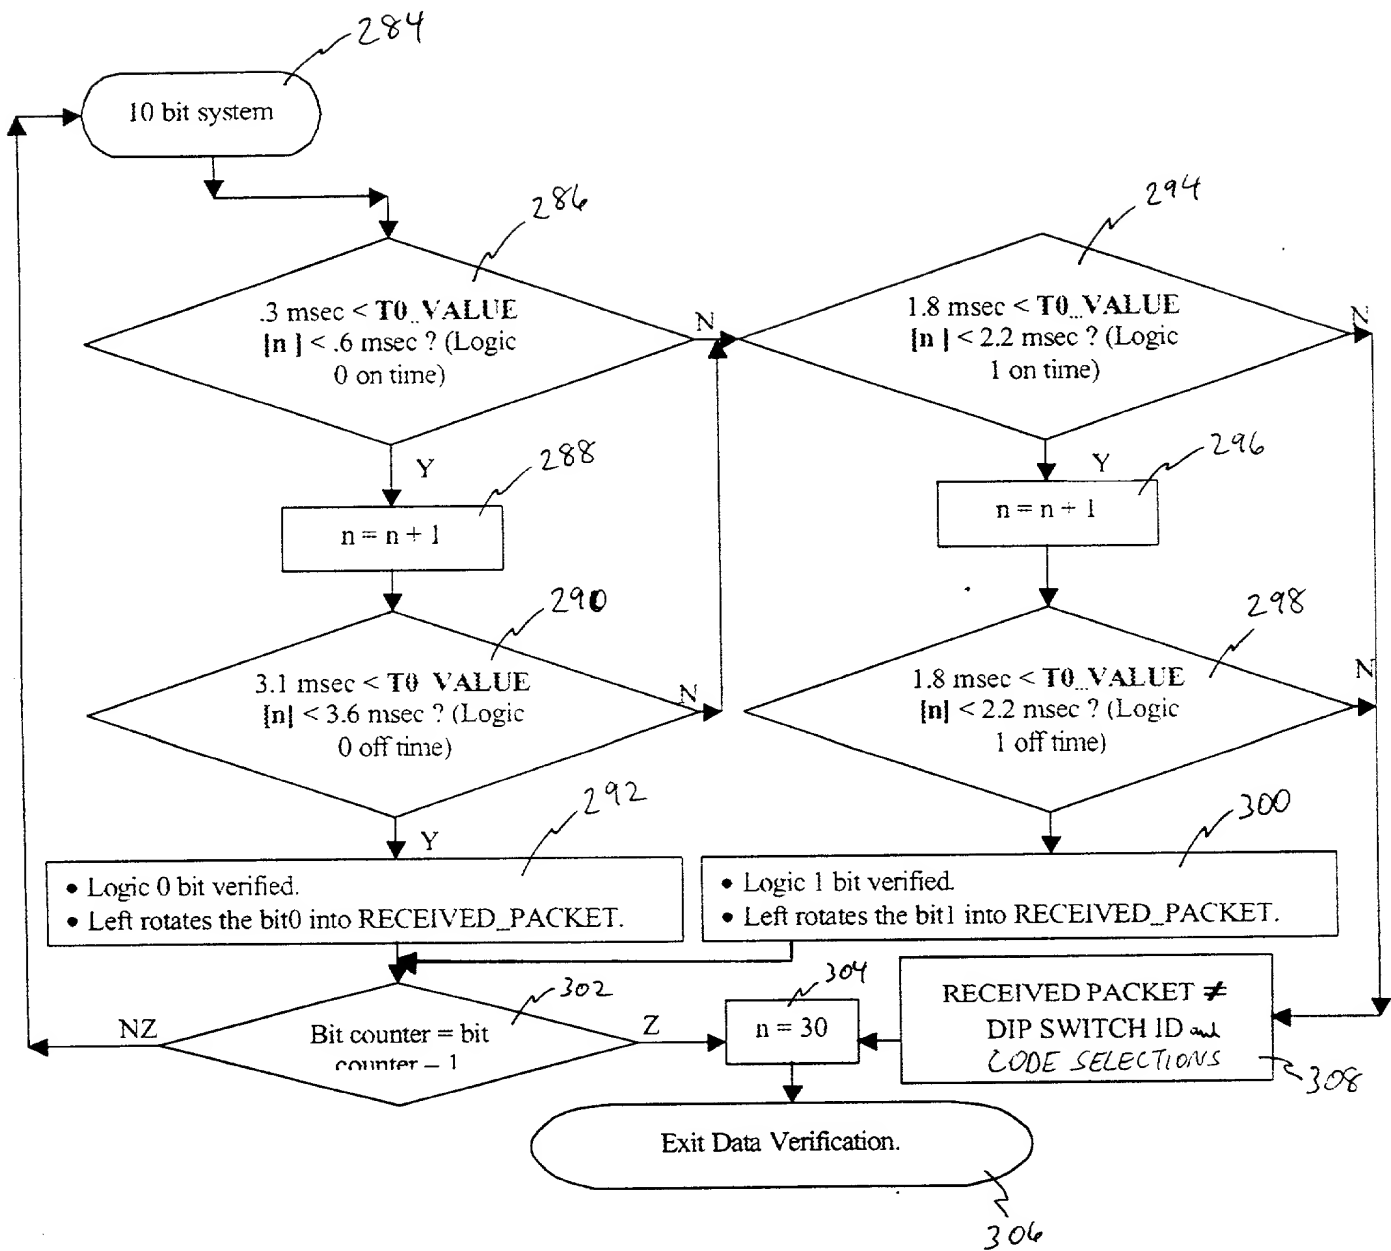 284
10 bit system
286
.3 msec < T0_VALUE
[n ] < .6 msec ? (Logic
0 on time)
N
294
1.8 msec < T0_VALUE
[n ] < 2.2 msec ? (Logic
1 on time)
N
Y
288
n = n + 1
Y
296
n = n + 1
290
3.1 msec < T0_VALUE
[n] < 3.6 msec ? (Logic
0 off time)
N
298
1.8 msec < T0_VALUE
[n] < 2.2 msec ? (Logic
1 off time)
N
Y
292
• Logic 0 bit verified.
• Left rotates the bit0 into RECEIVED_PACKET.
300
• Logic 1 bit verified.
• Left rotates the bit1 into RECEIVED_PACKET.
302
NZ
Bit counter = bit
counter – 1
Z
304
n = 30
RECEIVED PACKET ≠
DIP SWITCH ID and
CODE SELECTIONS
308
Exit Data Verification.
306